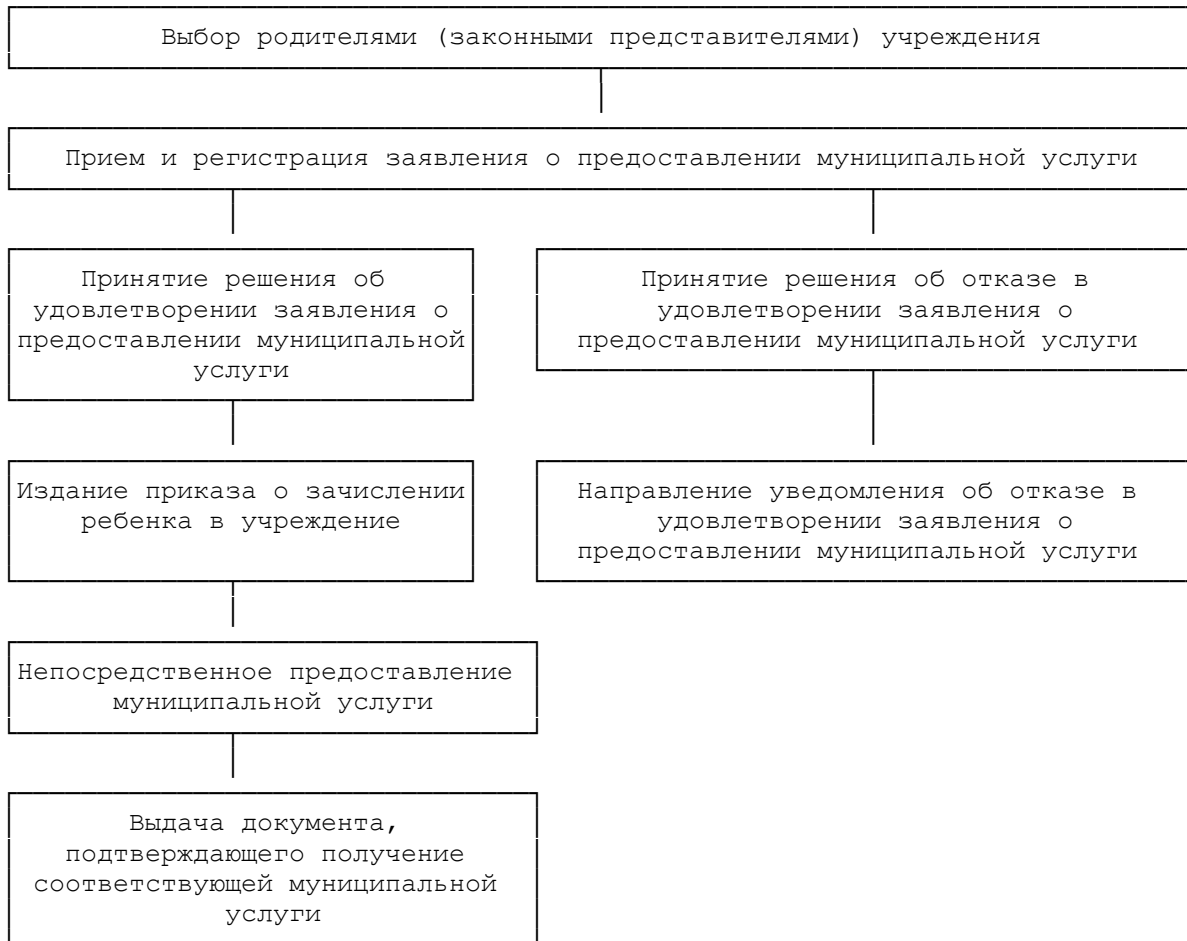 Выбор родителями (законными представителями) учреждения
Прием и регистрация заявления о предоставлении муниципальной услуги
Принятие решения об
удовлетворении заявления о
предоставлении муниципальной
услуги
Принятие решения об отказе в
удовлетворении заявления о
предоставлении муниципальной услуги
Издание приказа о зачислении
ребенка в учреждение
Направление уведомления об отказе в
удовлетворении заявления о
предоставлении муниципальной услуги
Непосредственное предоставление
муниципальной услуги
Выдача документа,
подтверждающего получение
соответствующей муниципальной
услуги